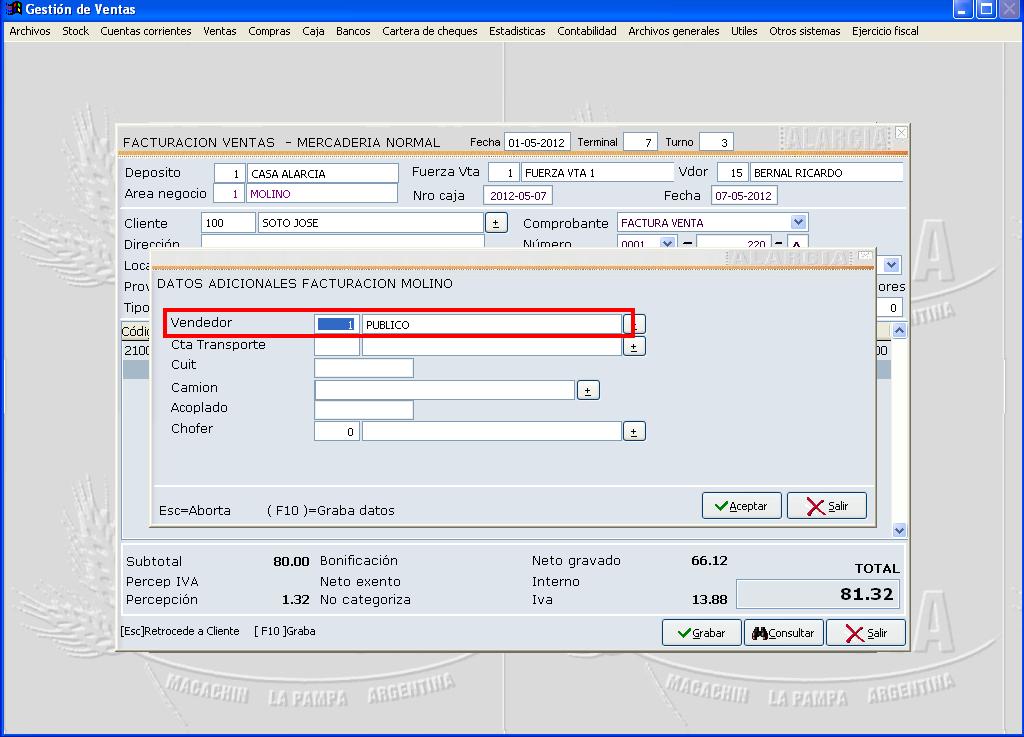 Gestión de Ventas
Archivos Stock Cuentas corrientes Ventas Compras Caja Bancos Cartera de cheques Estadisticas Contabilidad Archivos generales Utiles Otros sistemas Ejercicio fiscal
FACTURACION VENTAS - MERCADERIA NORMAL Fecha 01-05-2012 Terminal 7 Turno 3 ALARCIA
Deposito 1 CASA ALARCIA Fuerza Vta 1 FUERZA VTA 1 Vdor 15 BERNAL RICARDO
Area negocio 1 MOLINO Nro caja 2012-05-07 Fecha 07-05-2012
Cliente 100 SOTO JOSE ± Comprobante FACTURA VENTA
Dirección Número 0001 - 220 - A
Loca ALARCIA
Prov ores
Tipo 0
Códi
2100 00
DATOS ADICIONALES FACTURACION MOLINO
Vendedor 1 PUBLICO
Cta Transporte ±
Cuit
Camion ±
Acoplado
Chofer 0 ±
Esc=Aborta ( F10 )=Graba datos Aceptar Salir
Subtotal 80.00 Bonificación Neto gravado 66.12
Percep IVA Neto exento Interno TOTAL
Percepción 1.32 No categoriza Iva 13.88 81.32
[Esc]Retrocede a Cliente [ F10 ]Graba Grabar Consultar Salir
MACACHIN LA PAMPA ARGENTINA MACACHIN LA PAMPA ARGENTINA